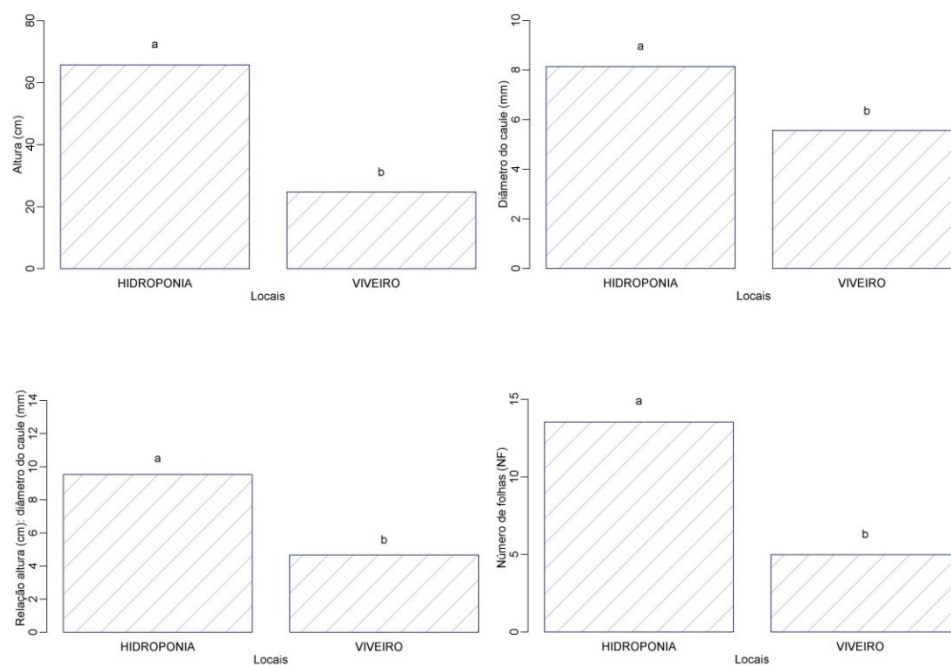 Altura (cm)
80
60
40
20
0
a
b
HIDROPONIA
VIVEIRO
Locais
Diâmetro do caule (mm)
10
8
6
4
2
0
a
b
HIDROPONIA
VIVEIRO
Locais
Relação altura (cm): diâmetro do caule (mm)
14
12
10
8
6
4
2
0
a
b
HIDROPONIA
VIVEIRO
Locais
Número de folhas (NF)
15
10
5
0
a
b
HIDROPONIA
VIVEIRO
Locais